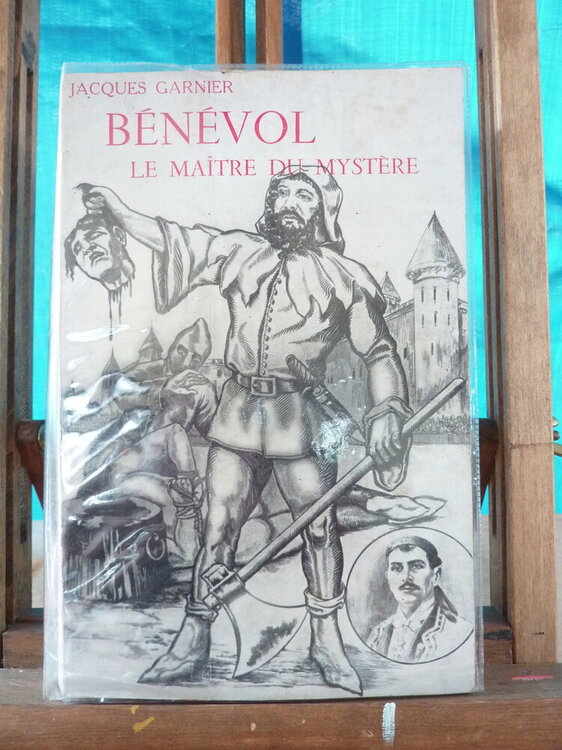 JACQUES GARNIER
BÉNÉVOL
LE MAÎTRE DU MYSTÈRE